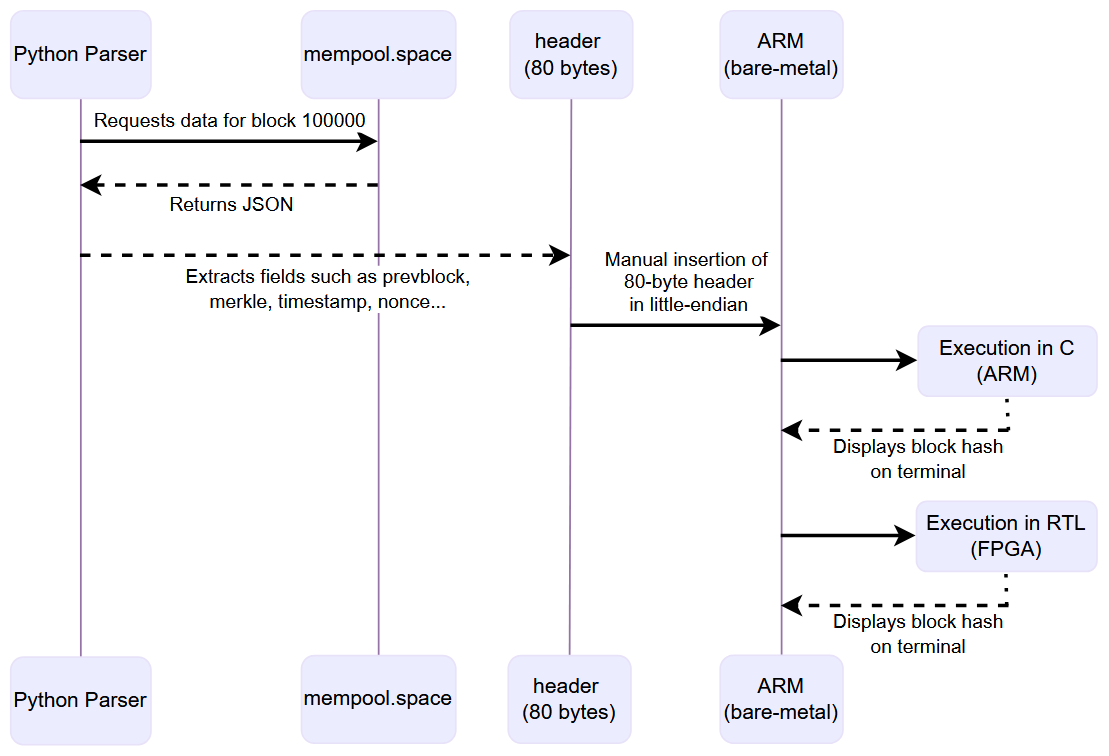 Python Parser
mempool.space
header
(80 bytes)
ARM
(bare-metal)
Requests data for block 100000
Returns JSON
Extracts fields such as prevblock,
merkle, timestamp, nonce...
Manual insertion of
80-byte header
in little-endian
Execution in C
(ARM)
Displays block hash
on terminal
Execution in RTL
(FPGA)
Displays block hash
on terminal
Python Parser
mempool.space
header
(80 bytes)
ARM
(bare-metal)